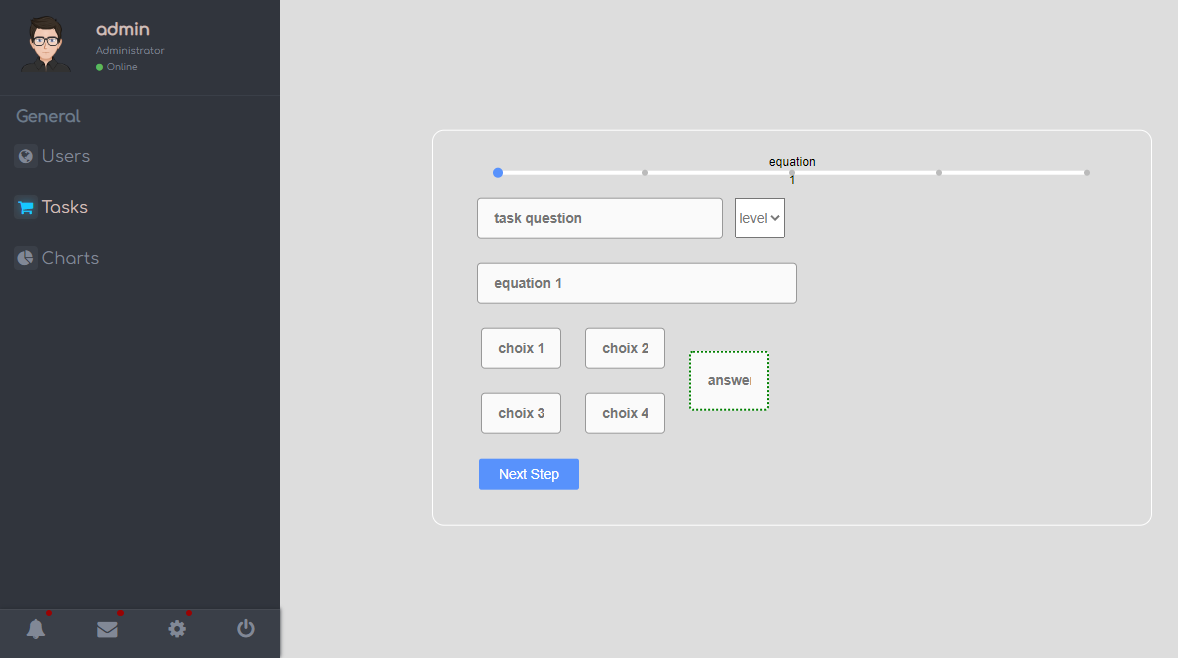 admin
Administrator
Online
General
Users
Tasks
Charts
equation
1
task question
level
equation 1
choix 1
choix 2
answer
choix 3
choix 4
Next Step